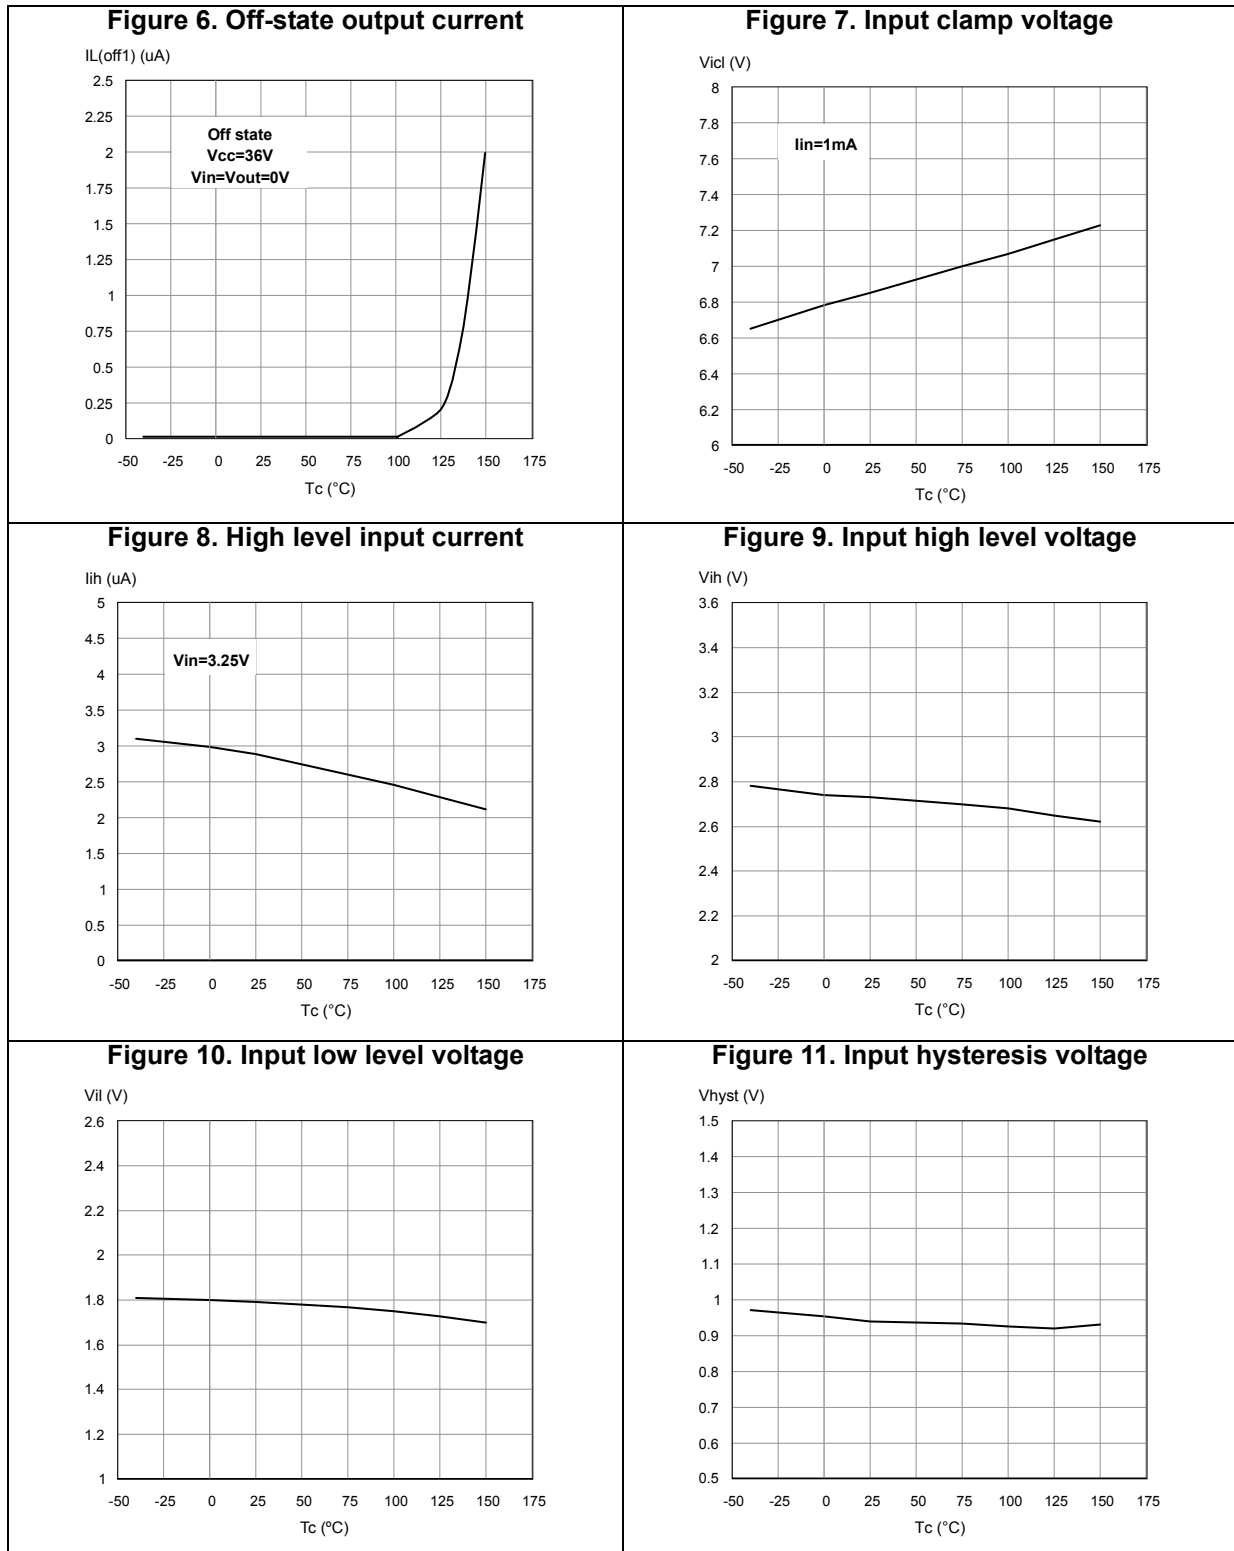 Figure 6. Off-state output current
IL(off1) (uA)
2.5
2.25
2
1.75
1.5
1.25
1
0.75
0.5
0.25
0
Off state
Vcc=36V
Vin=Vout=0V
-50 -25 0 25 50 75 100 125 150 175
Tc (°C)
Figure 7. Input clamp voltage
Vicl (V)
8
7.8
7.6
7.4
7.2
7
6.8
6.6
6.4
6.2
6
Iin=1mA
-50 -25 0 25 50 75 100 125 150 175
Tc (°C)
Figure 8. High level input current
Iih (uA)
5
4.5
4
3.5
3
2.5
2
1.5
1
0.5
0
Vin=3.25V
-50 -25 0 25 50 75 100 125 150 175
Tc (°C)
Figure 9. Input high level voltage
Vih (V)
3.6
3.4
3.2
3
2.8
2.6
2.4
2.2
2
-50 -25 0 25 50 75 100 125 150 175
Tc (°C)
Figure 10. Input low level voltage
Vil (V)
2.6
2.4
2.2
2
1.8
1.6
1.4
1.2
1
-50 -25 0 25 50 75 100 125 150 175
Tc (ºC)
Figure 11. Input hysteresis voltage
Vhyst (V)
1.5
1.4
1.3
1.2
1.1
1
0.9
0.8
0.7
0.6
0.5
-50 -25 0 25 50 75 100 125 150 175
Tc (°C)